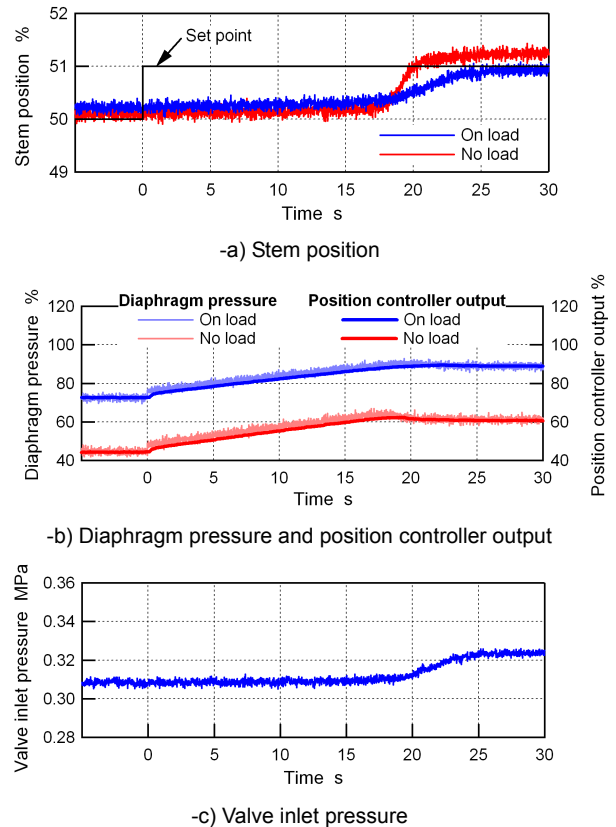 Stem position %
52
51
50
49
Set point
On load
No load
0 5 10 15 20 25 30
Time s
-a) Stem position
Diaphragm pressure %
Position controller output %
120
100
80
60
40
Diaphragm pressure
On load
No load
Position controller output
On load
No load
120
100
80
60
40
0 5 10 15 20 25 30
Time s
-b) Diaphragm pressure and position controller output
Valve inlet pressure MPa
0.36
0.34
0.32
0.30
0.28
0 5 10 15 20 25 30
Time s
-c) Valve inlet pressure